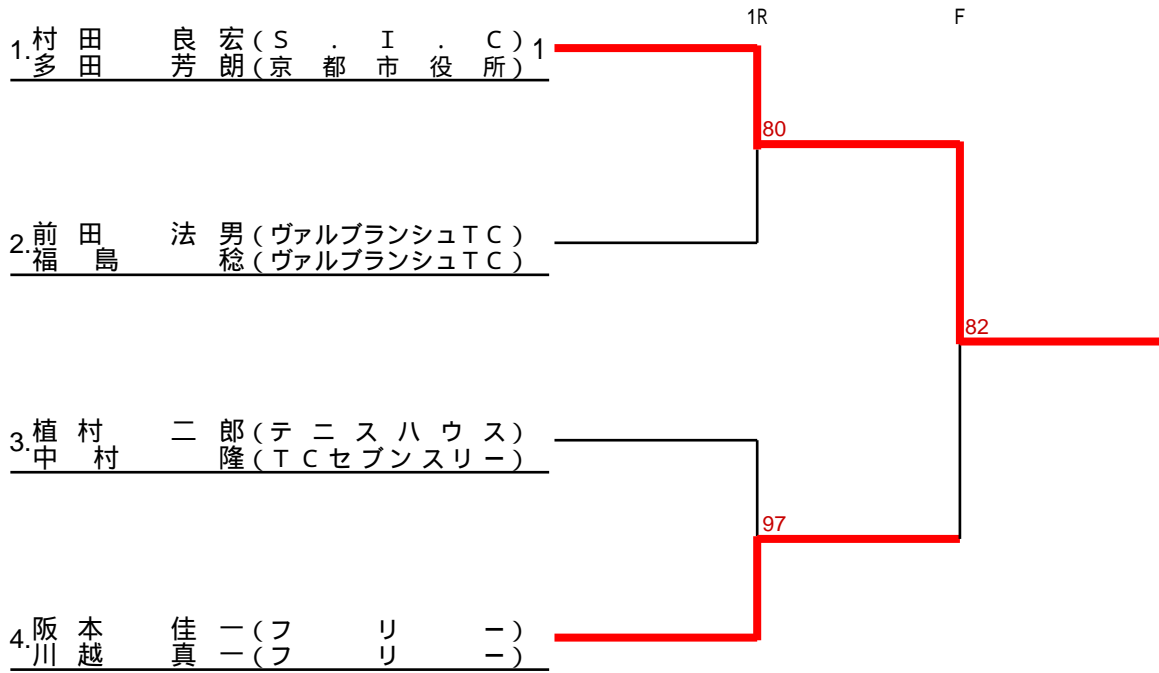 1R F
1. 村田 良宏(S.I.C) 1
多田 芳朗(京都市役所)
80
2. 前田 法男(ヴァルブランシュTC)
福島 稔(ヴァルブランシュTC)
82
3. 植村 二郎(テニスハウス)
中村 隆(TCセブンスリー)
97
4. 阪本 佳一(フリー)
川越 真一(フリー)